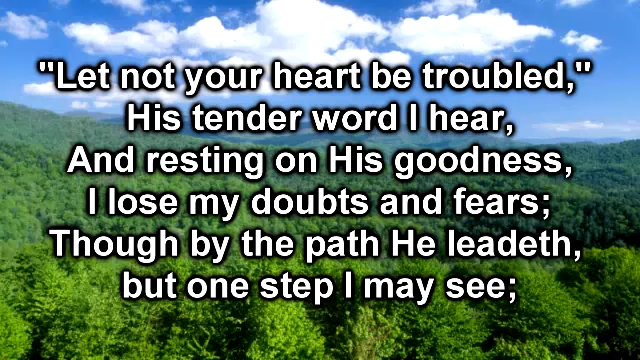 "Let not your heart be troubled,"
His tender word I hear,
And resting on His goodness,
I lose my doubts and fears;
Though by the path He leadeth,
but one step I may see;